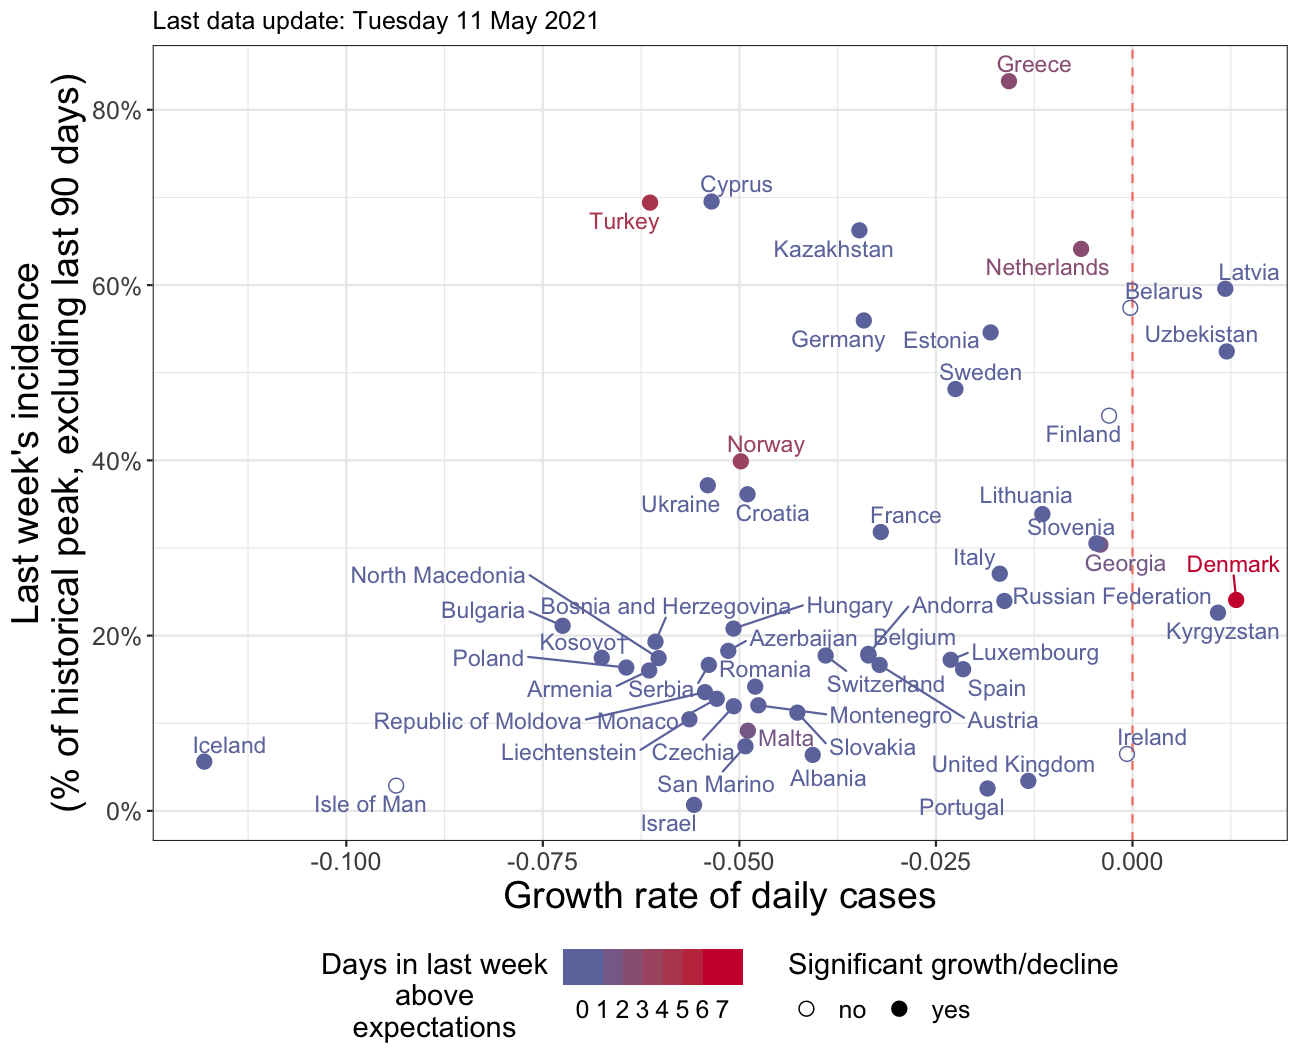 Last data update: Tuesday 11 May 2021
Last week's incidence
(% of historical peak, excluding last 90 days)
80%
60%
40%
20%
0%
Greece
Cyprus
Turkey
Kazakhstan
Netherlands
Latvia
Belarus
Uzbekistan
Germany
Estonia
Sweden
Finland
Norway
Ukraine
Croatia
Lithuania
France
Slovenia
Italy
Georgia
Denmark
North Macedonia
Bulgaria
Bosnia and Herzegovina
Hungary
Andorra
Russian Federation
Kyrgyzstan
Kosovo†
Azerbaijan
Belgium
Poland
Romania
Luxembourg
Armenia
Serbia
Switzerland
Spain
Republic of Moldova
Monaco
Montenegro
Austria
Liechtenstein
Czechia
Malta
Slovakia
Ireland
Iceland
San Marino
Albania
United Kingdom
Isle of Man
Israel
Portugal
-0.100
-0.075
-0.050
-0.025
0.000
Growth rate of daily cases
Days in last week
above
expectations
0 1 2 3 4 5 6 7
Significant growth/decline
no
yes